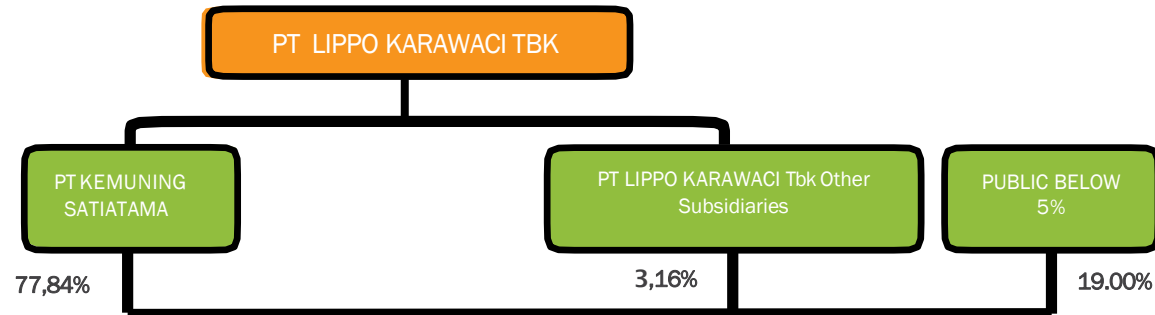 PT LIPPO KARAWACI TBK
PT KEMUNING
SATIATAMA
PT LIPPO KARAWACI Tbk Other
Subsidiaries
PUBLIC BELOW
5%
77,84%
3,16%
19.00%